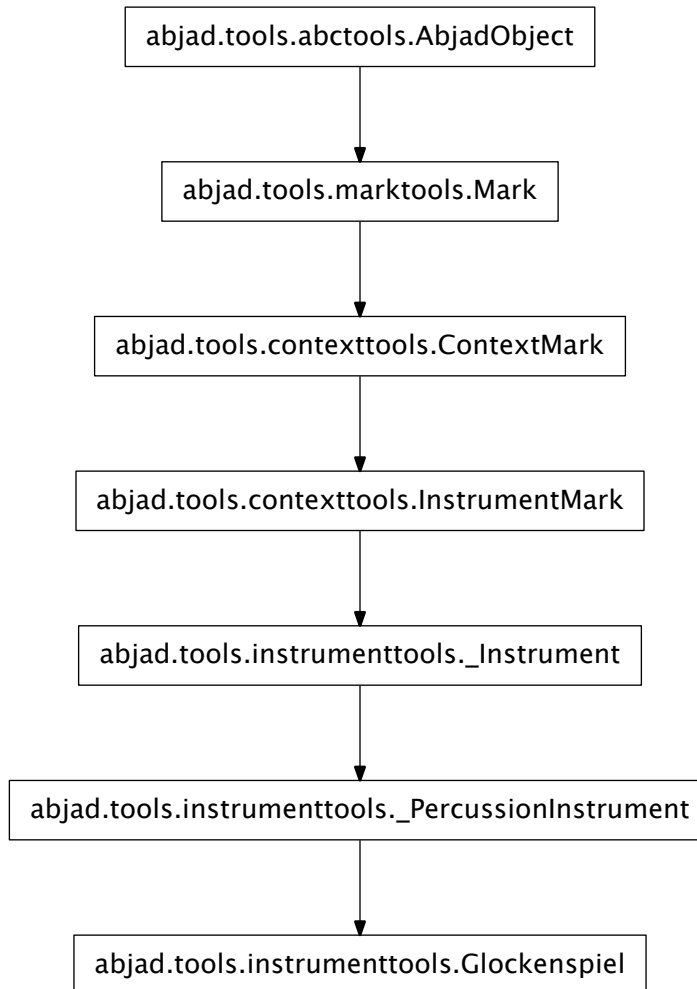 abjad.tools.abctools.AbjadObject
abjad.tools.marktools.Mark
abjad.tools.contexttools.ContextMark
abjad.tools.contexttools.InstrumentMark
abjad.tools.instrumenttools._Instrument
abjad.tools.instrumenttools._PercussionInstrument
abjad.tools.instrumenttools.Glockenspiel